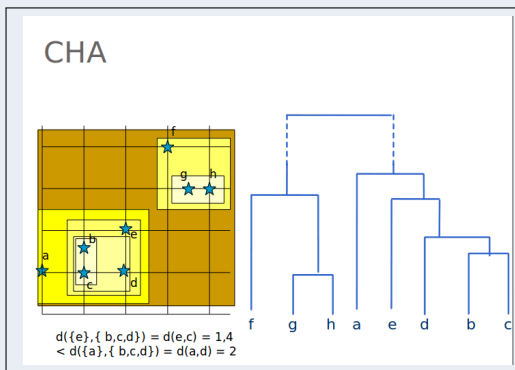 CHA
f
g h
b
e
a
c d
f g h a e d b c
d({e},{ b,c,d}) = d(e,c) = 1,4
< d({a},{ b,c,d}) = d(a,d) = 2